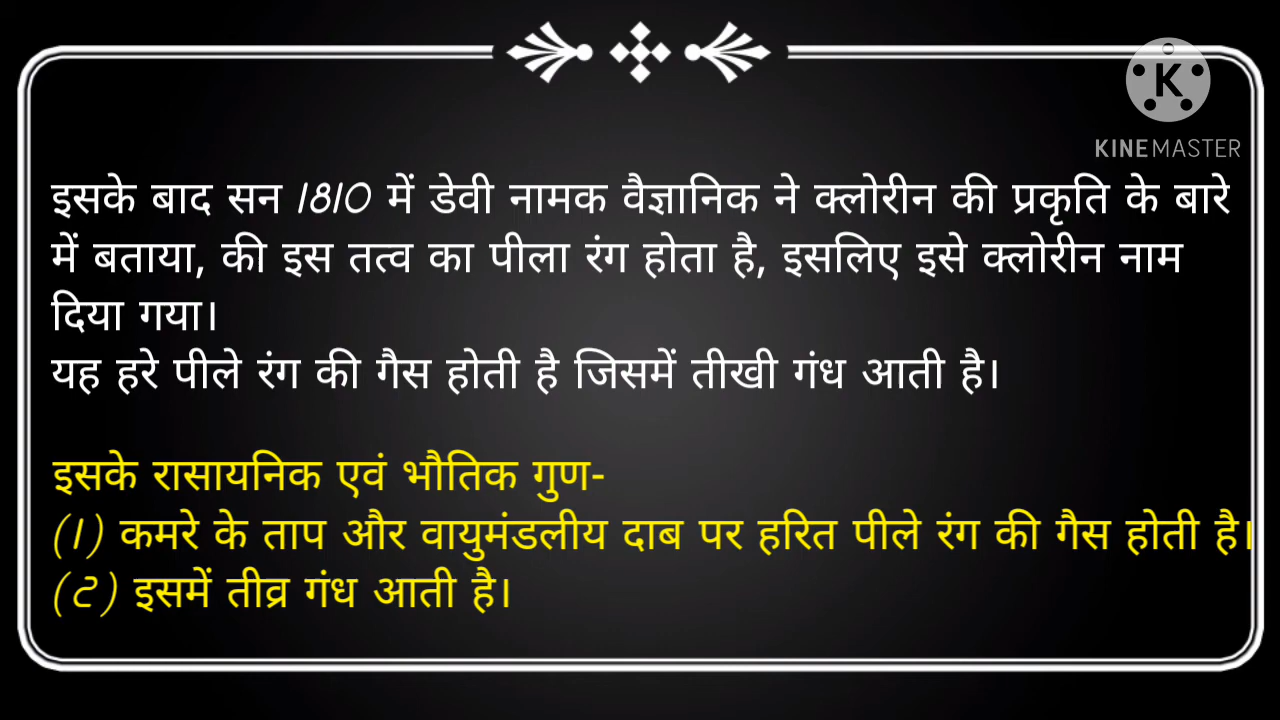 K
KINEMASTER
इसके बाद सन 1810 में डेवी नामक वैज्ञानिक ने क्लोरीन की प्रकृति के बारे
में बताया, की इस तत्व का पीला रंग होता है, इसलिए इसे क्लोरीन नाम
दिया गया।
यह हरे पीले रंग की गैस होती है जिसमें तीखी गंध आती है।
इसके रासायनिक एवं भौतिक गुण-
(1) कमरे के ताप और वायुमंडलीय दाब पर हरित पीले रंग की गैस होती है।
(2) इसमें तीव्र गंध आती है।